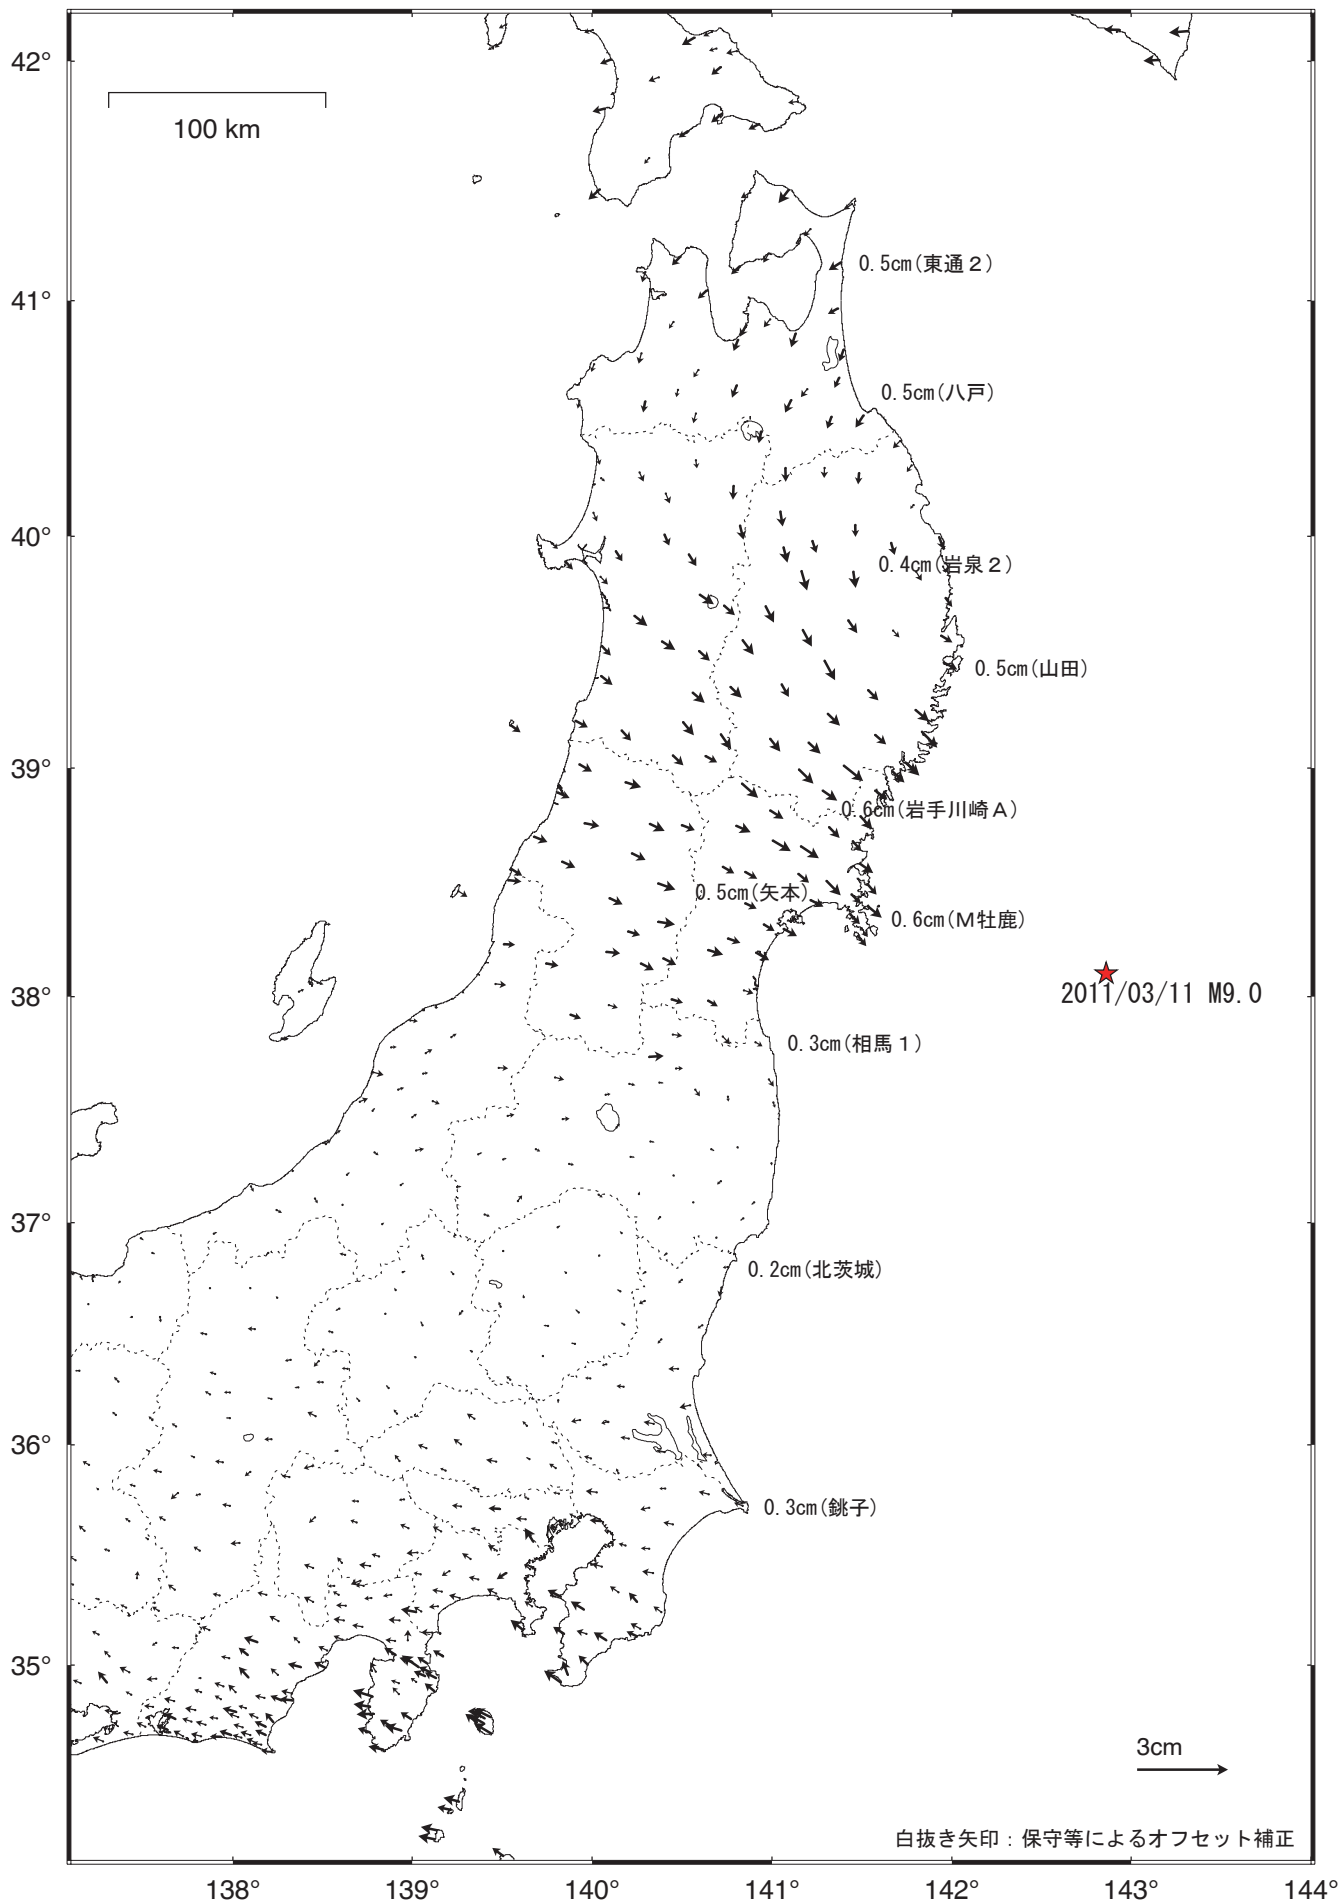 42°
100 km
0.5cm(東通２)
41°
0.5cm(八戸)
40°
0.4cm(岩泉２)
0.5cm(山田)
39°
0.6cm(岩手川崎Ａ)
0.5cm(矢本)
0.6cm(Ｍ牡鹿)
38°
2011/03/11 M9.0
0.3cm(相馬１)
37°
0.2cm(北茨城)
36°
0.3cm(銚子)
35°
3cm
白抜き矢印：保守等によるオフセット補正
138° 139° 140° 141° 142° 143° 144°